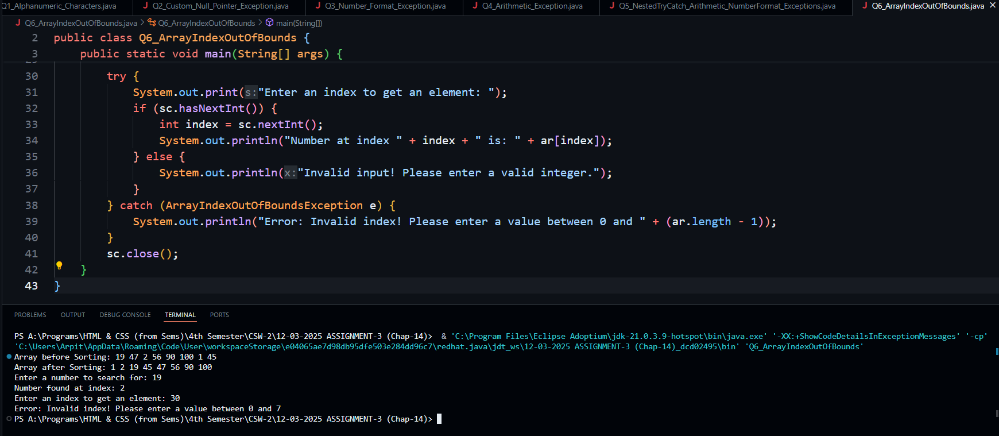 Q1_Alphanumeric_Characters.java Q2_Custom_Null_Pointer_Exception.java Q3_Number_Format_Exception.java Q4_Arithmetic_Exception.java Q5_NestedTryCatch_Arithmetic_NumberFormat_Exceptions.java Q6_ArrayIndexOutOfBounds.java
Q6_ArrayIndexOutOfBounds.java > Q6_ArrayIndexOutOfBounds > main(String[])
2 public class Q6_ArrayIndexOutOfBounds {
3 public static void main(String[] args) {
30 try {
31 System.out.print(s:"Enter an index to get an element: ");
32 if (sc.hasNextInt()) {
33 int index = sc.nextInt();
34 System.out.println("Number at index " + index + " is: " + ar[index]);
35 } else {
36 System.out.println(x:"Invalid input! Please enter a valid integer.");
37 }
38 } catch (ArrayIndexOutOfBoundsException e) {
39 System.out.println("Error: Invalid index! Please enter a value between 0 and " + (ar.length - 1));
40 }
41 sc.close();
42 }
43 }
PROBLEMS OUTPUT DEBUG CONSOLE TERMINAL PORTS
PS A:\Programs\HTML & CSS (from Sems)\4th Semester\CSW-2\12-03-2025 ASSIGNMENT-3 (Chap-14)> & 'C:\Program Files\Eclipse Adoptium\jdk-21.0.3.9-hotspot\bin\java.exe' '-XX:+ShowCodeDetailsInExceptionMessages' '-cp'
'C:\Users\Arpit\AppData\Roaming\Code\User\workspaceStorage\e04065ae7d98db95dfe503e284dd96c7\redhat.java\jdt_ws\12-03-2025 ASSIGNMENT-3 (Chap-14)_dcd02495\bin' 'Q6_ArrayIndexOutOfBounds'
Array before Sorting: 19 47 2 56 90 100 1 45
Array after Sorting: 1 2 19 45 47 56 90 100
Enter a number to search for: 19
Number found at index: 2
Enter an index to get an element: 30
Error: Invalid index! Please enter a value between 0 and 7
PS A:\Programs\HTML & CSS (from Sems)\4th Semester\CSW-2\12-03-2025 ASSIGNMENT-3 (Chap-14)>